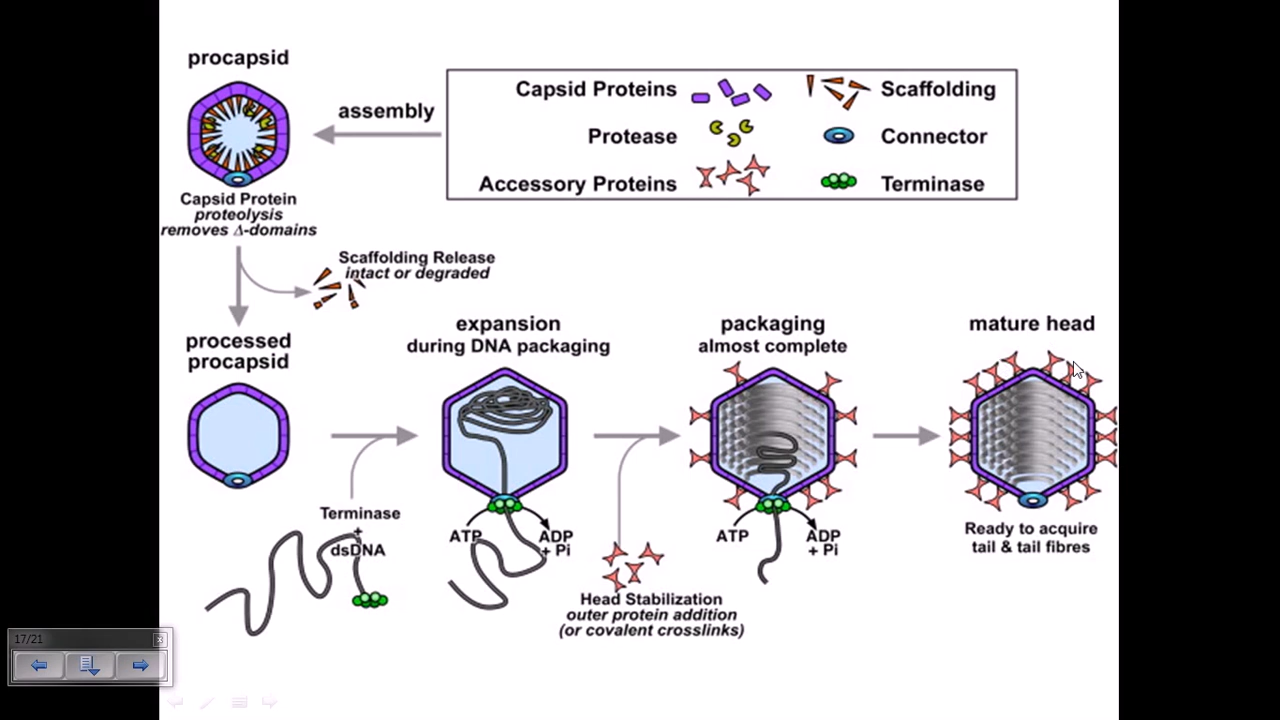 procapsid
assembly
Capsid Proteins
Scaffolding
Protease
Connector
Accessory Proteins
Terminase
Capsid Protein
proteolysis
removes Δ-domains
Scaffolding Release
intact or degraded
processed
procapsid
expansion
during DNA packaging
packaging
almost complete
mature head
Terminase
+
dsDNA
ATP
ADP
+ Pi
ATP
ADP
+ Pi
Ready to acquire
tail & tail fibres
Head Stabilization
outer protein addition
(or covalent crosslinks)
17/21
x